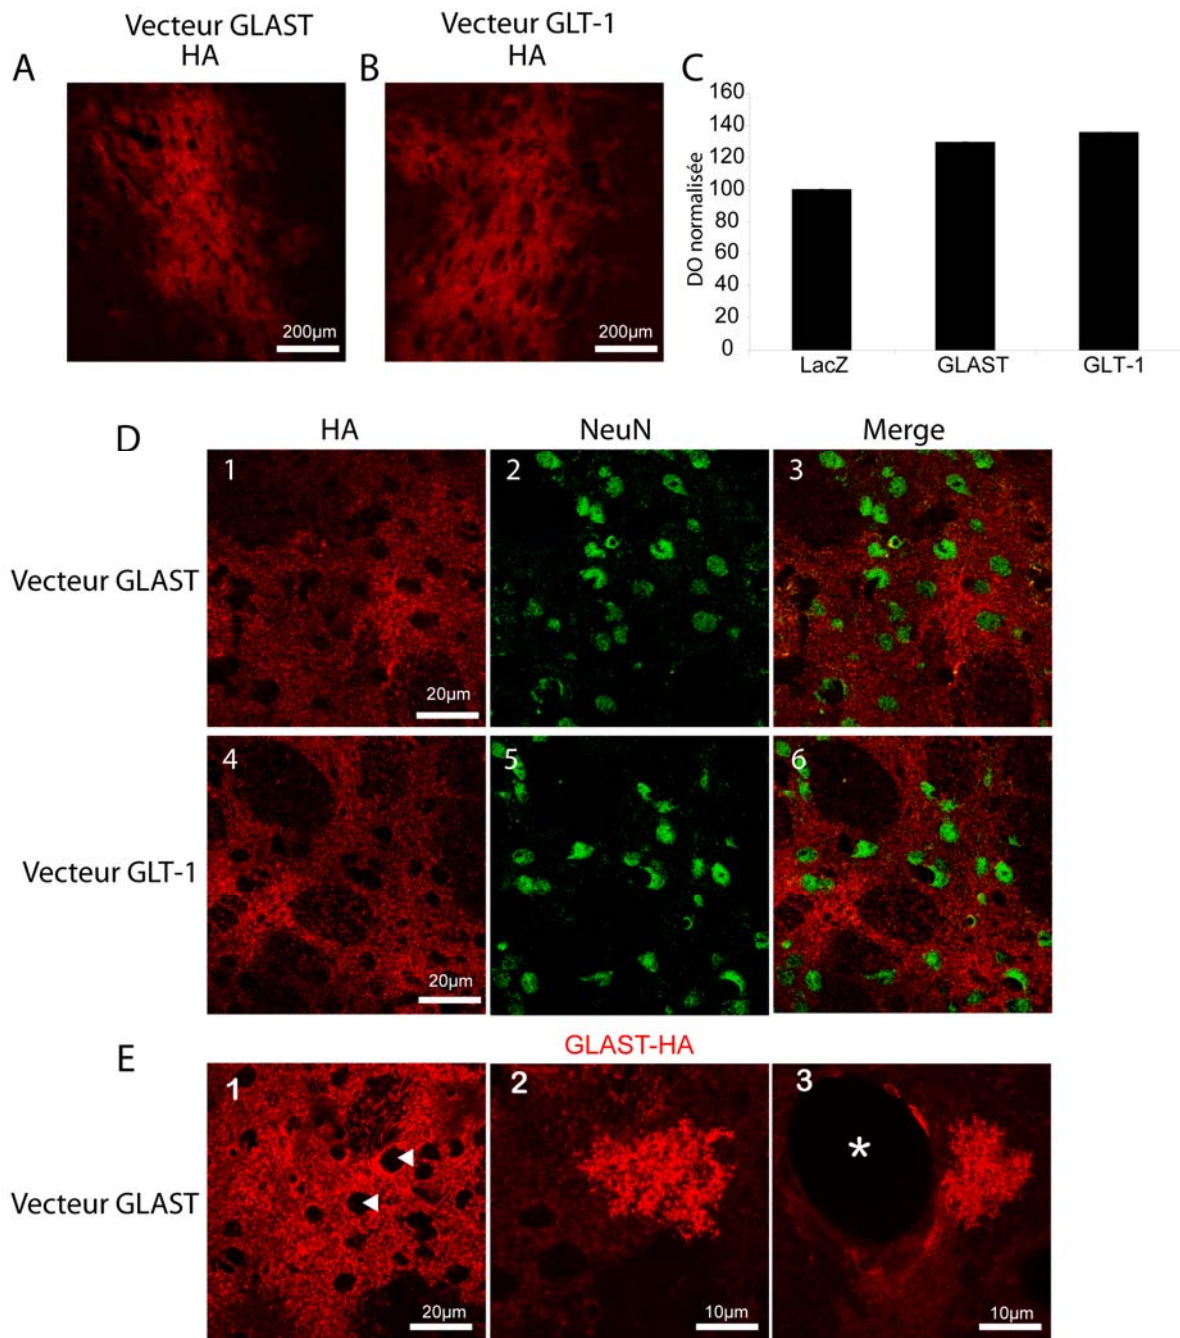 Vecteur GLAST
HA
Vecteur GLT-1
HA
A
B
C
200µm
200µm
DO normalisée
160
140
120
100
80
60
40
20
0
LacZ
GLAST
GLT-1
D
HA
NeuN
Merge
Vecteur GLAST
1
2
3
20µm
Vecteur GLT-1
4
5
6
20µm
E
GLAST-HA
Vecteur GLAST
1
2
3
*
20µm
10µm
10µm